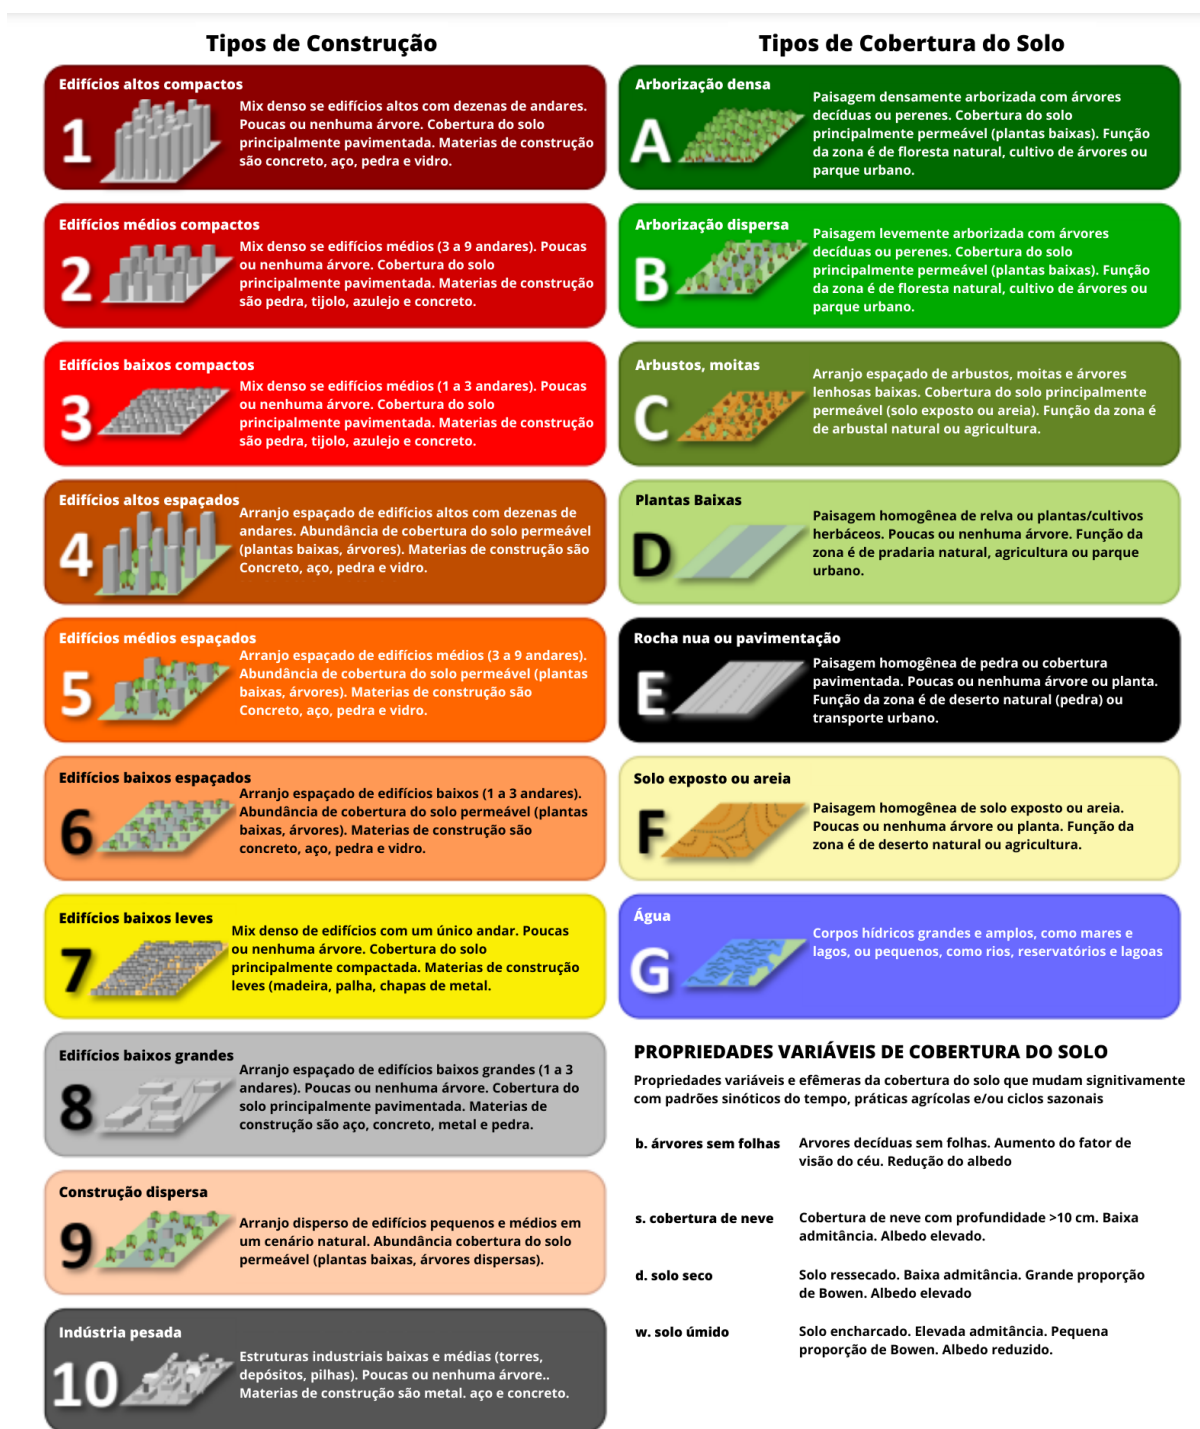 Tipos de Construção
Edifícios altos compactos
1
Mix denso se edifícios altos com dezenas de andares.
Poucas ou nenhuma árvore. Cobertura do solo
principalmente pavimentada. Materias de construção
são concreto, aço, pedra e vidro.
Edifícios médios compactos
2
Mix denso se edifícios médios (3 a 9 andares). Poucas
ou nenhuma árvore. Cobertura do solo
principalmente pavimentada. Materias de construção
são pedra, tijolo, azulejo e concreto.
Edifícios baixos compactos
3
Mix denso se edifícios médios (1 a 3 andares). Poucas
ou nenhuma árvore. Cobertura do solo
principalmente pavimentada. Materias de construção
são pedra, tijolo, azulejo e concreto.
Edifícios altos espaçados
4
Arranjo espaçado de edifícios altos com dezenas de
andares. Abundância de cobertura do solo permeável
(plantas baixas, árvores). Materias de construção são
Concreto, aço, pedra e vidro.
Edifícios médios espaçados
5
Arranjo espaçado de edifícios médios (3 a 9 andares).
Abundância de cobertura do solo permeável (plantas
baixas, árvores). Materias de construção são
Concreto, aço, pedra e vidro.
Edifícios baixos espaçados
6
Arranjo espaçado de edifícios baixos (1 a 3 andares).
Abundância de cobertura do solo permeável (plantas
baixas, árvores). Materias de construção são
concreto, aço, pedra e vidro.
Edifícios baixos leves
7
Mix denso de edifícios com um único andar. Poucas
ou nenhuma árvore. Cobertura do solo
principalmente compactada. Materias de construção
leves (madeira, palha, chapas de metal.
Edifícios baixos grandes
8
Arranjo espaçado de edifícios baixos grandes (1 a 3
andares). Poucas ou nenhuma árvore. Cobertura do
solo principalmente pavimentada. Materias de
construção são aço, concreto, metal e pedra.
Construção dispersa
9
Arranjo disperso de edifícios pequenos e médios em
um cenário natural. Abundância cobertura do solo
permeável (plantas baixas, árvores dispersas).
Indústria pesada
10
Estruturas industriais baixas e médias (torres,
depósitos, pilhas). Poucas ou nenhuma árvore..
Materias de construção são metal. aço e concreto.
Tipos de Cobertura do Solo
Arborização densa
A
Paisagem densamente arborizada com árvores
decíduas ou perenes. Cobertura do solo
principalmente permeável (plantas baixas). Função
da zona é de floresta natural, cultivo de árvores ou
parque urbano.
Arborização dispersa
B
Paisagem levemente arborizada com árvores
decíduas ou perenes. Cobertura do solo
principalmente permeável (plantas baixas). Função
da zona é de floresta natural, cultivo de árvores ou
parque urbano.
Arbustos, moitas
C
Arranjo espaçado de arbustos, moitas e árvores
lenhosas baixas. Cobertura do solo principalmente
permeável (solo exposto ou areia). Função da zona é
de arbustal natural ou agricultura.
Plantas Baixas
D
Paisagem homogênea de relva ou plantas/cultivos
herbáceos. Poucas ou nenhuma árvore. Função da
zona é de pradaria natural, agricultura ou parque
urbano.
Rocha nua ou pavimentação
E
Paisagem homogênea de pedra ou cobertura
pavimentada. Poucas ou nenhuma árvore ou planta.
Função da zona é de deserto natural (pedra) ou
transporte urbano.
Solo exposto ou areia
F
Paisagem homogênea de solo exposto ou areia.
Poucas ou nenhuma árvore ou planta. Função da
zona é de deserto natural ou agricultura.
Água
G
Corpos hídricos grandes e amplos, como mares e
lagos, ou pequenos, como rios, reservatórios e lagoas
PROPRIEDADES VARIÁVEIS DE COBERTURA DO SOLO
Propriedades variáveis e efêmeras da cobertura do solo que mudam signitivamente
com padrões sinóticos do tempo, práticas agrícolas e/ou ciclos sazonais
b. árvores sem folhas
Arvores decíduas sem folhas. Aumento do fator de
visão do céu. Redução do albedo
s. cobertura de neve
Cobertura de neve com profundidade >10 cm. Baixa
admitância. Albedo elevado.
d. solo seco
Solo ressecado. Baixa admitância. Grande proporção
de Bowen. Albedo elevado
w. solo úmido
Solo encharcado. Elevada admitância. Pequena
proporção de Bowen. Albedo reduzido.